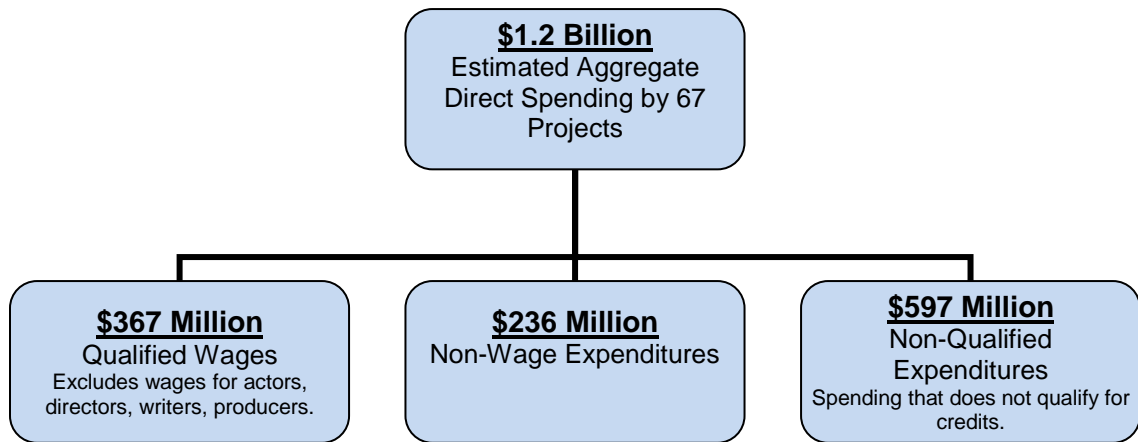 $1.2 Billion
Estimated Aggregate
Direct Spending by 67
Projects
$367 Million
Qualified Wages
Excludes wages for actors,
directors, writers, producers.
$236 Million
Non-Wage Expenditures
$597 Million
Non-Qualified
Expenditures
Spending that does not qualify for
credits.